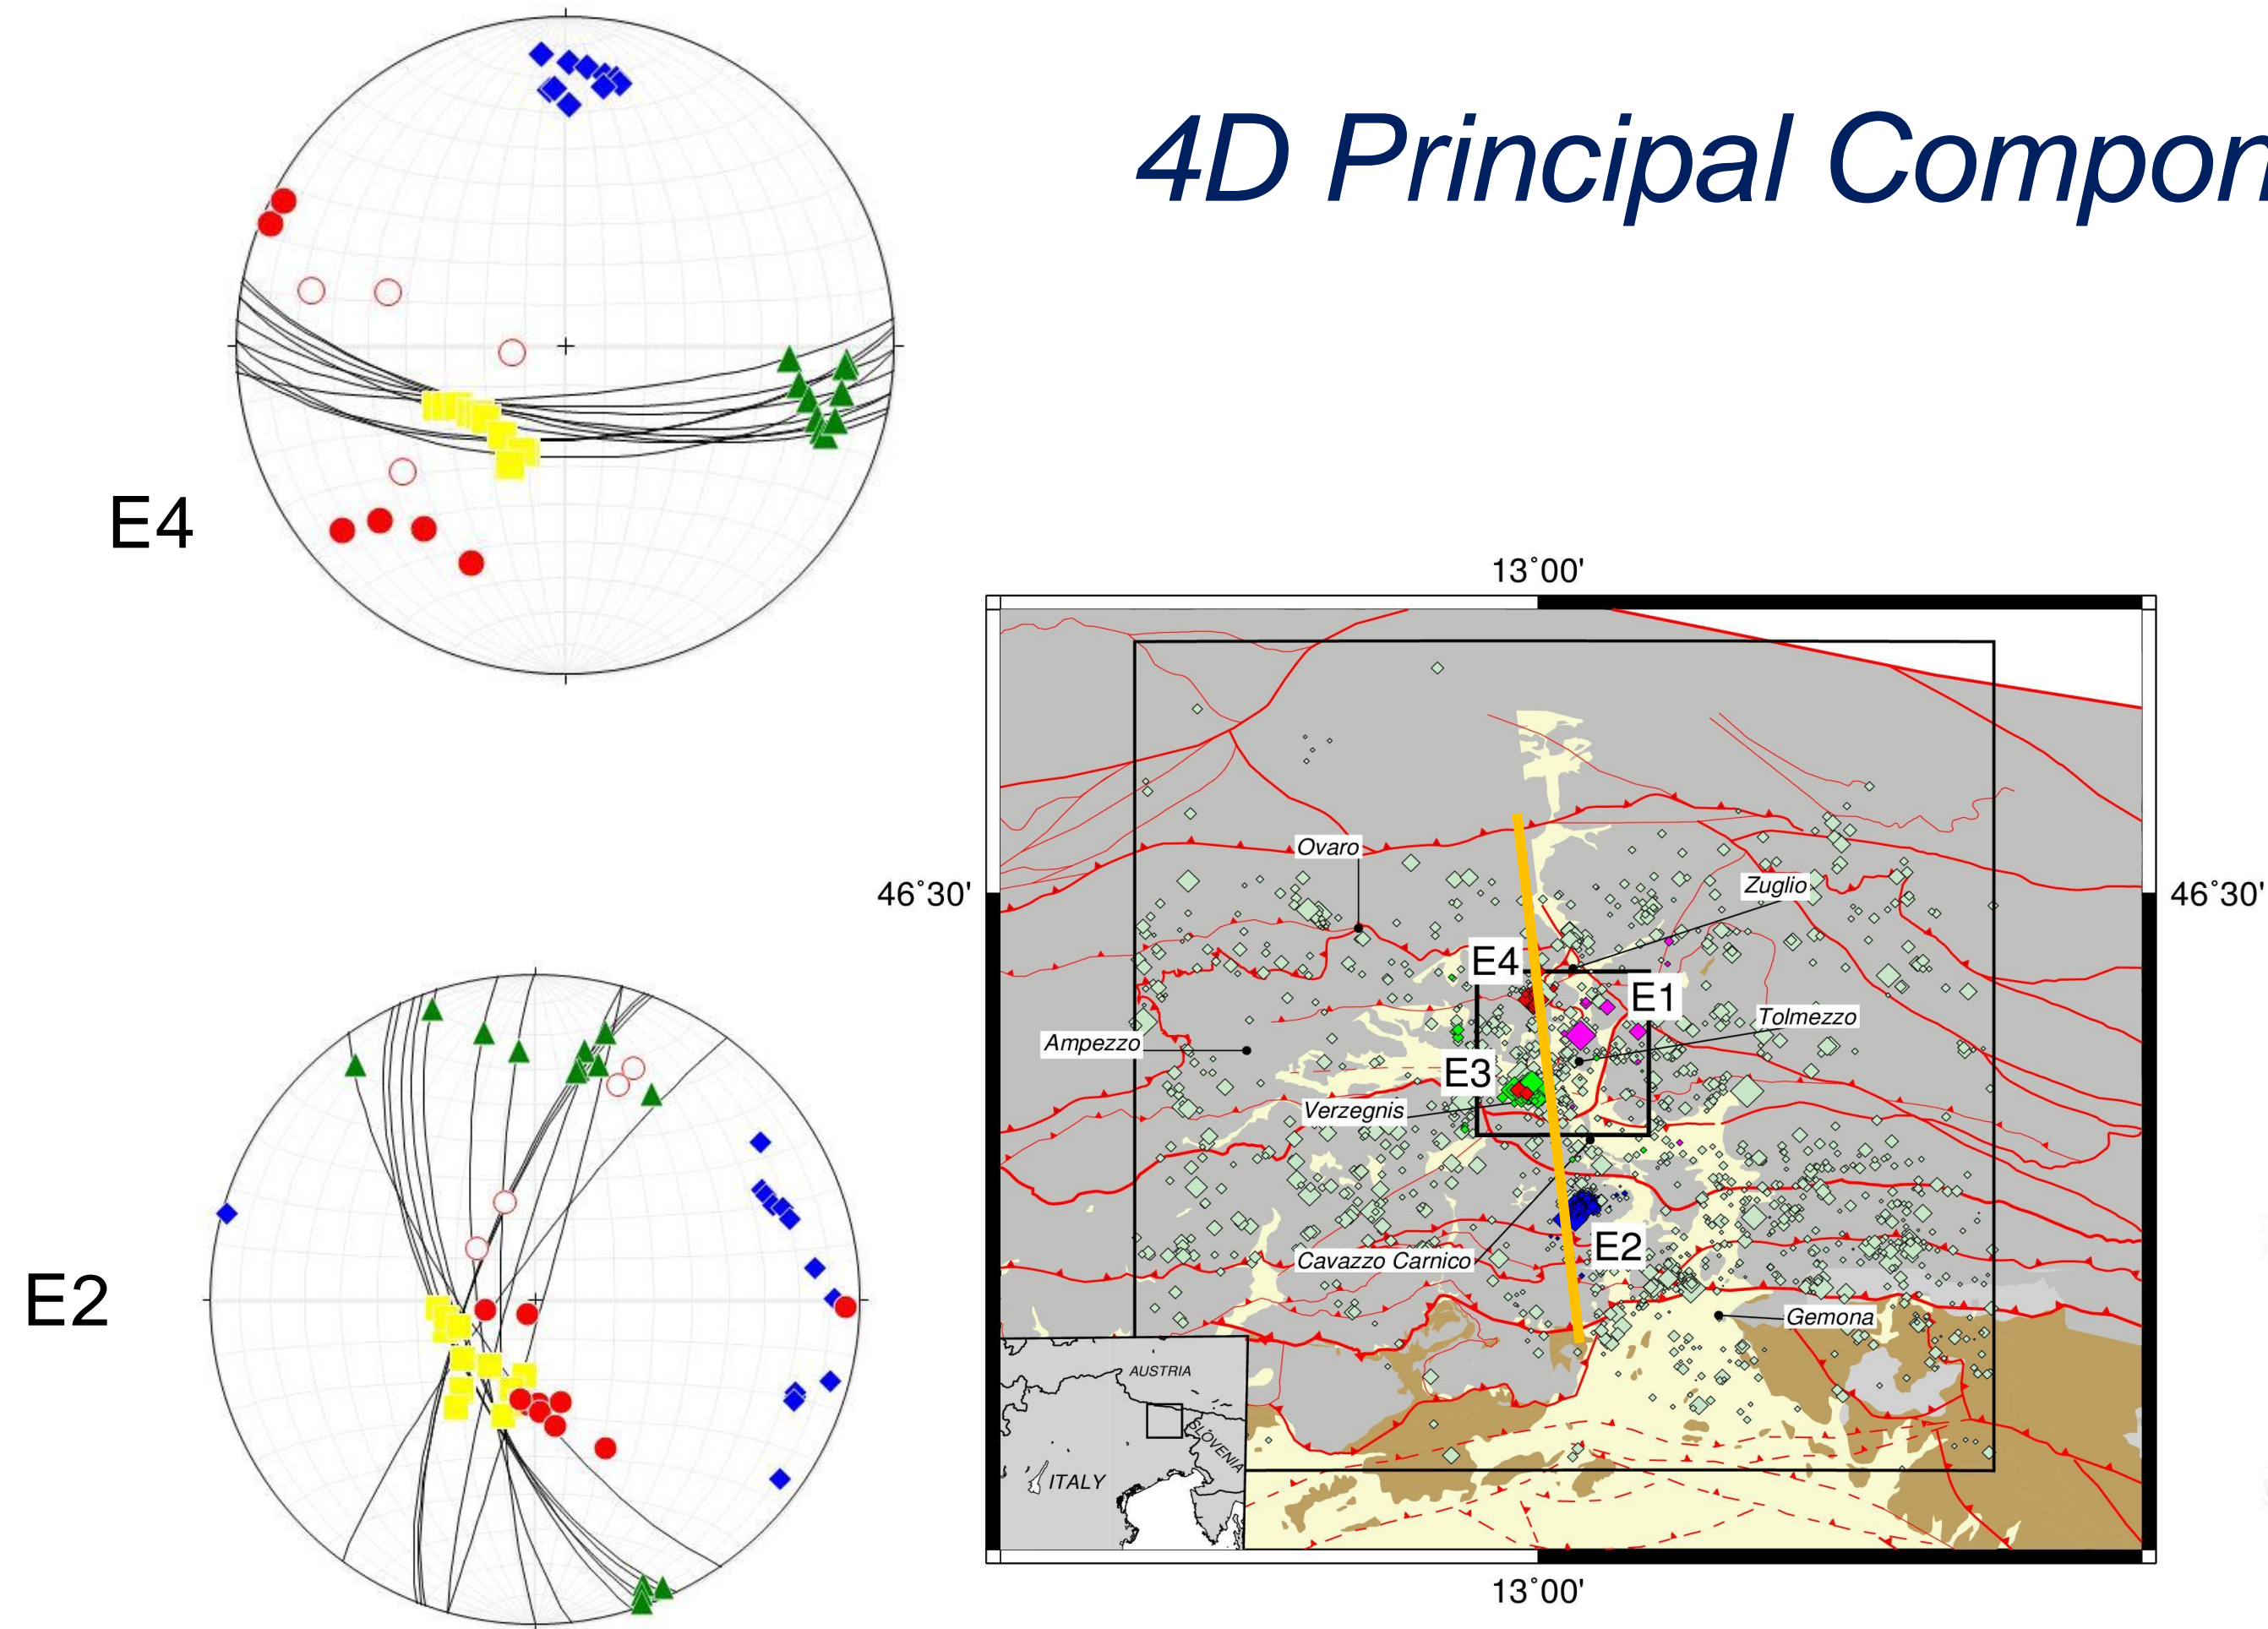 4D Principal Compon
E4
E2
13°00'
46°30'
46°30'
Ovaro
Zuglio
E4
E1
Tolmezzo
Ampezzo
E3
Verzegnis
Cavazzo Carnico
E2
Gemona
AUSTRIA
SLOVENIA
ITALY
13°00'